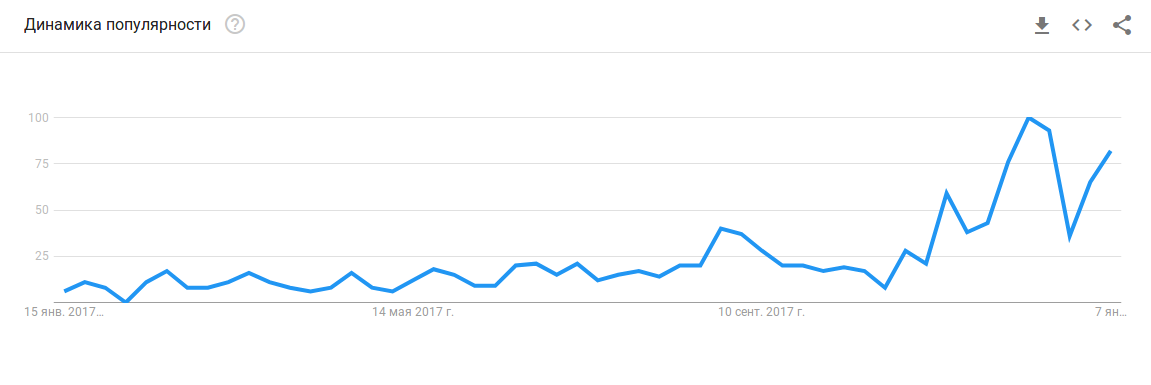 Динамика популярности
100
75
50
25
15 янв. 2017…
14 мая 2017 г.
10 сент. 2017 г.
7 ян…